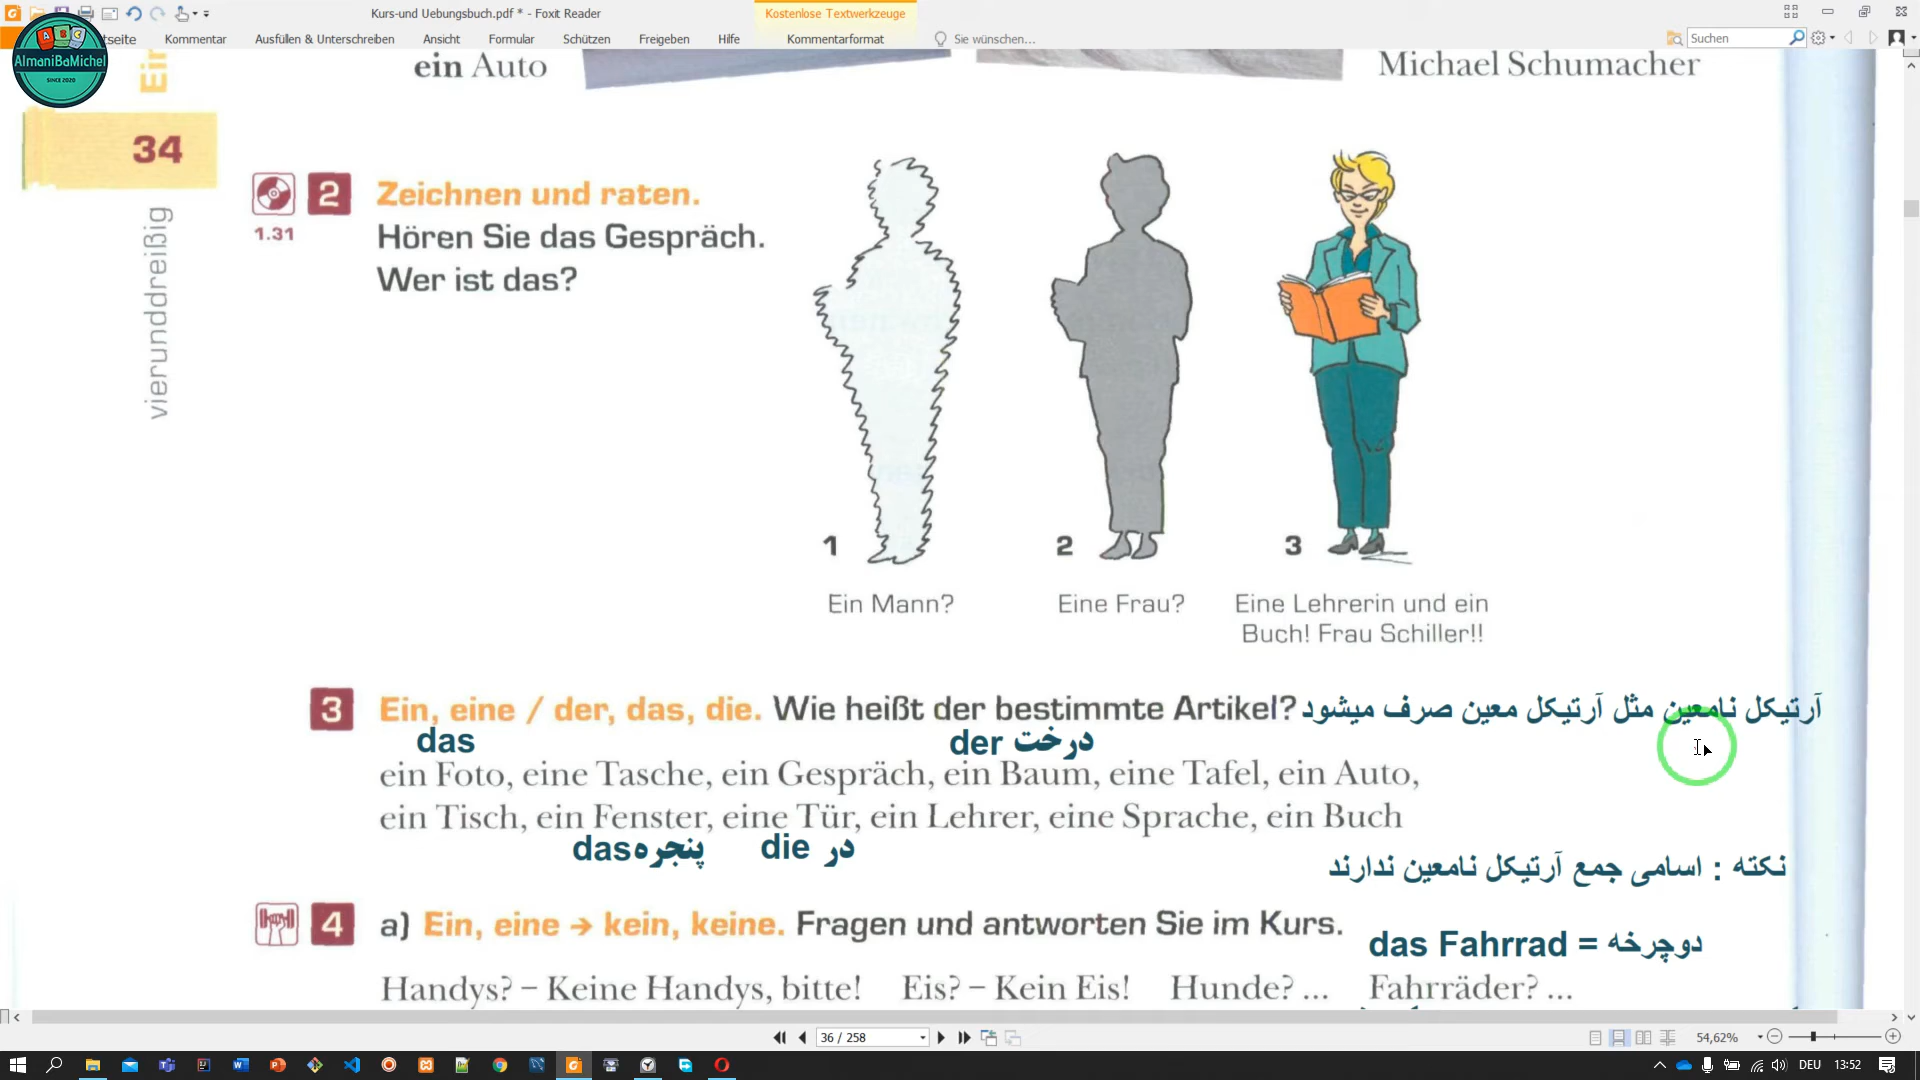 Kurs-und Uebungsbuch.pdf * - Foxit Reader
Kostenlose Textwerkzeuge
Kommentar
Ausfüllen & Unterschreiben
Ansicht
Formular
Schützen
Freigeben
Hilfe
Kommentarformat
Sie wünschen...
Suchen
A B C
AlmaniBaMichel
SINCE 2020
ein Auto
Michael Schumacher
34
vierundreißig
1.31
2
Zeichnen und raten.
Hören Sie das Gespräch.
Wer ist das?
1
2
3
Ein Mann?
Eine Frau?
Eine Lehrerin und ein
Buch! Frau Schiller!!
3 Ein, eine / der, das, die. Wie heißt der bestimmte Artikel? آرتیکل نامعین مثل آرتیکل معین صرف میشود
das
der درخت
ein Foto, eine Tasche, ein Gespräch, ein Baum, eine Tafel, ein Auto,
ein Tisch, ein Fenster, eine Tür, ein Lehrer, eine Sprache, ein Buch
das پنجره
die در
نکته : اسامی جمع آرتیکل نامعین ندارند
4 a) Ein, eine → kein, keine. Fragen und antworten Sie im Kurs.
das Fahrrad = دوچرخه
Handys? – Keine Handys, bitte! Eis? – Kein Eis! Hunde? ... Fahrräder? ...
36 / 258
54,62%
DEU
13:52